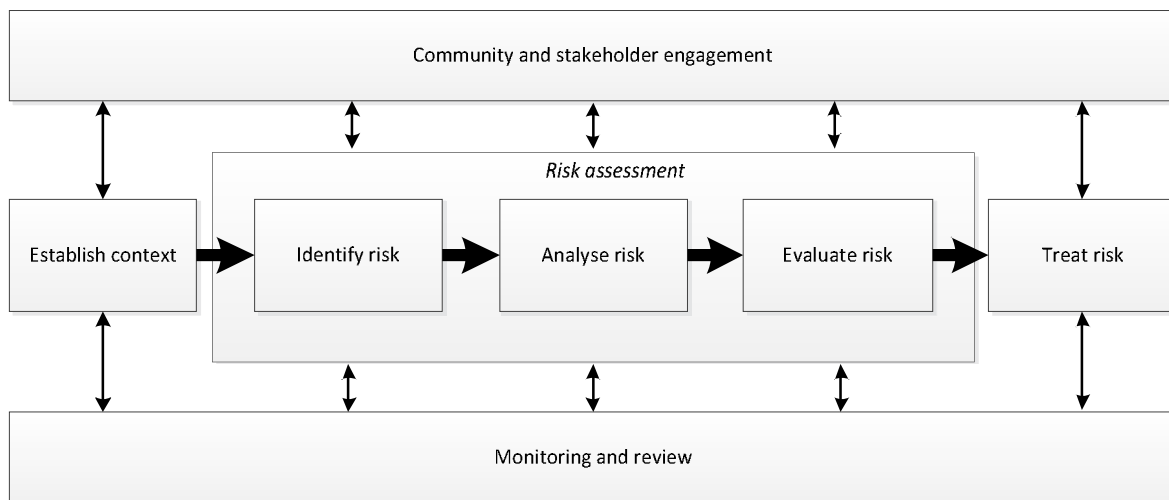 Community and stakeholder engagement
Risk assessment
Establish context
Identify risk
Analyse risk
Evaluate risk
Treat risk
Monitoring and review